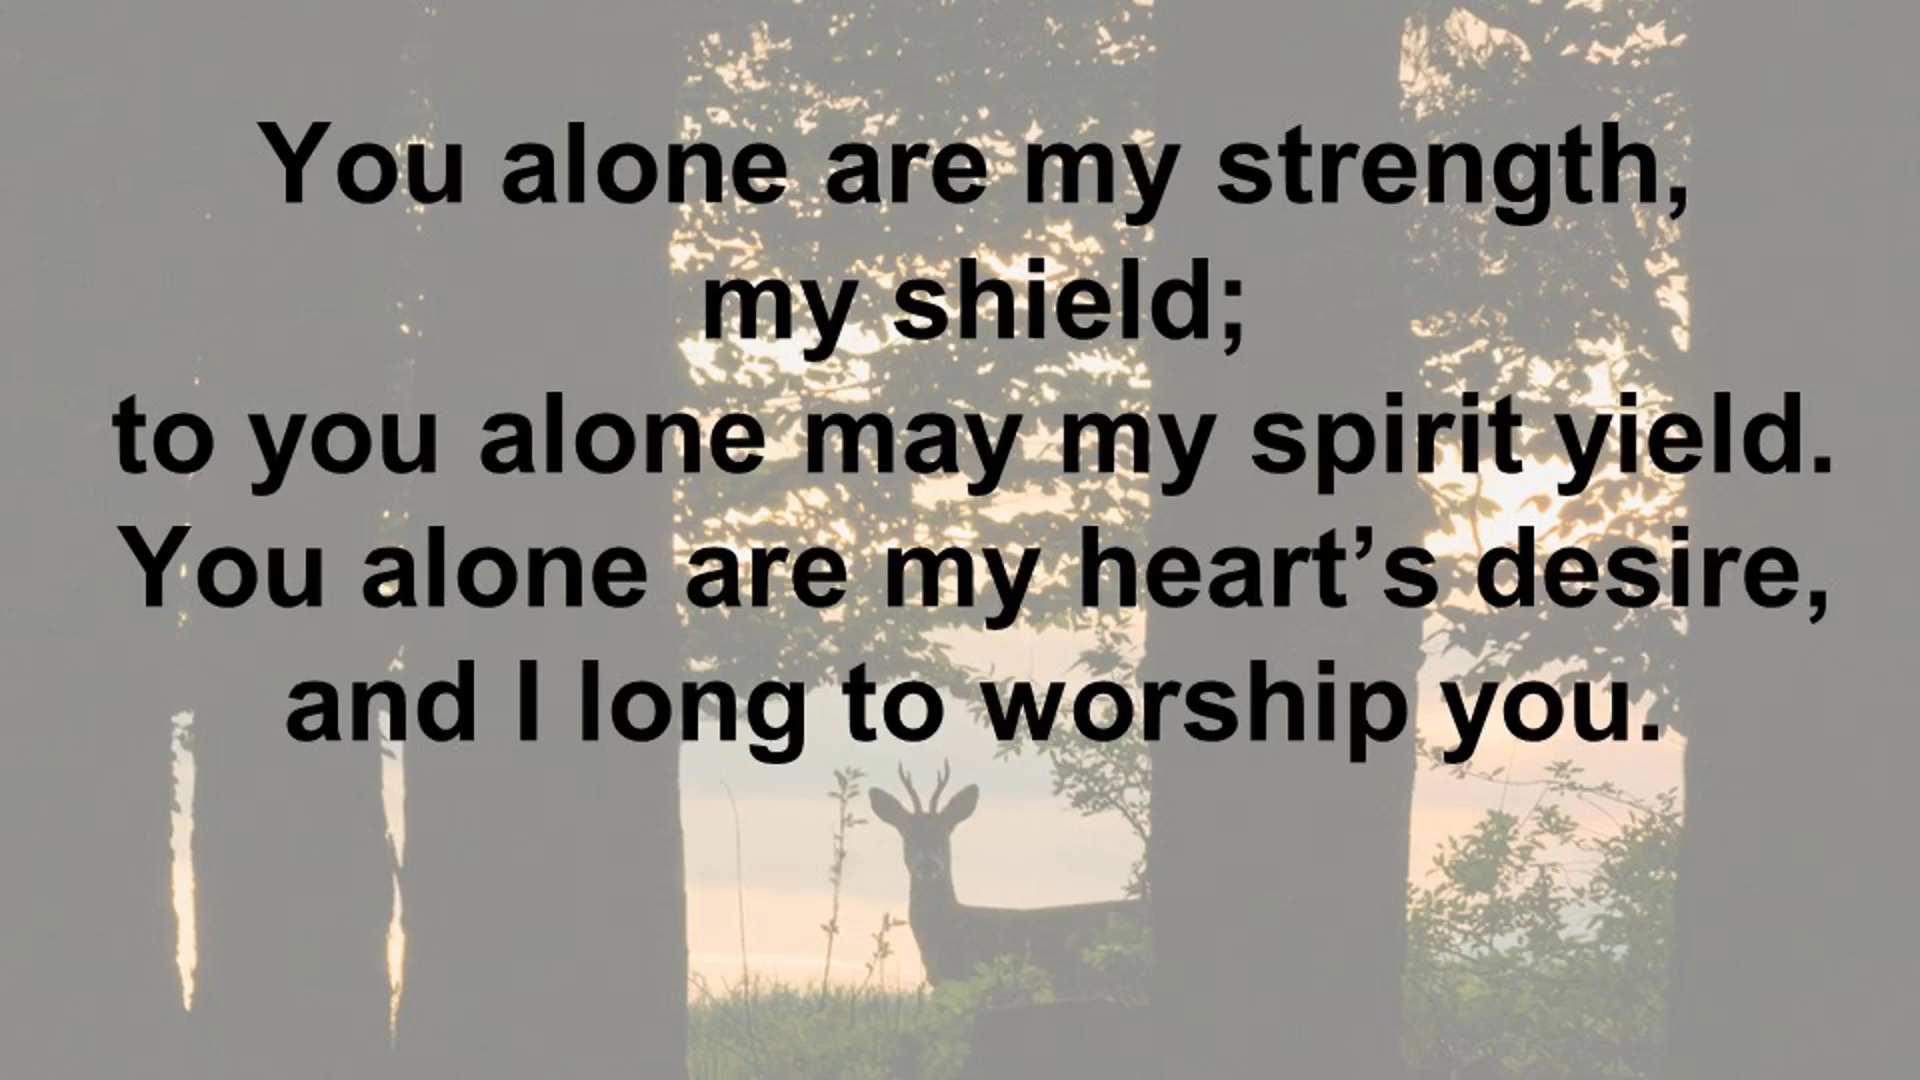 You alone are my strength,
my shield;
to you alone may my spirit yield.
You alone are my heart’s desire,
and I long to worship you.